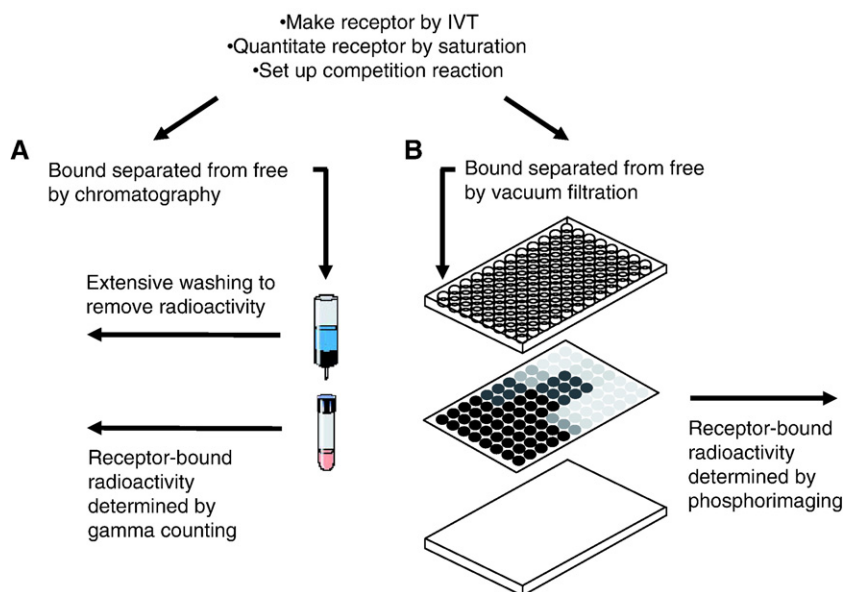 •Make receptor by IVT
•Quantitate receptor by saturation
•Set up competition reaction
A
Bound separated from free
by chromatography
B
Bound separated from free
by vacuum filtration
Extensive washing to
remove radioactivity
Receptor-bound
radioactivity
determined by
gamma counting
Receptor-bound
radioactivity
determined by
phosphorimaging